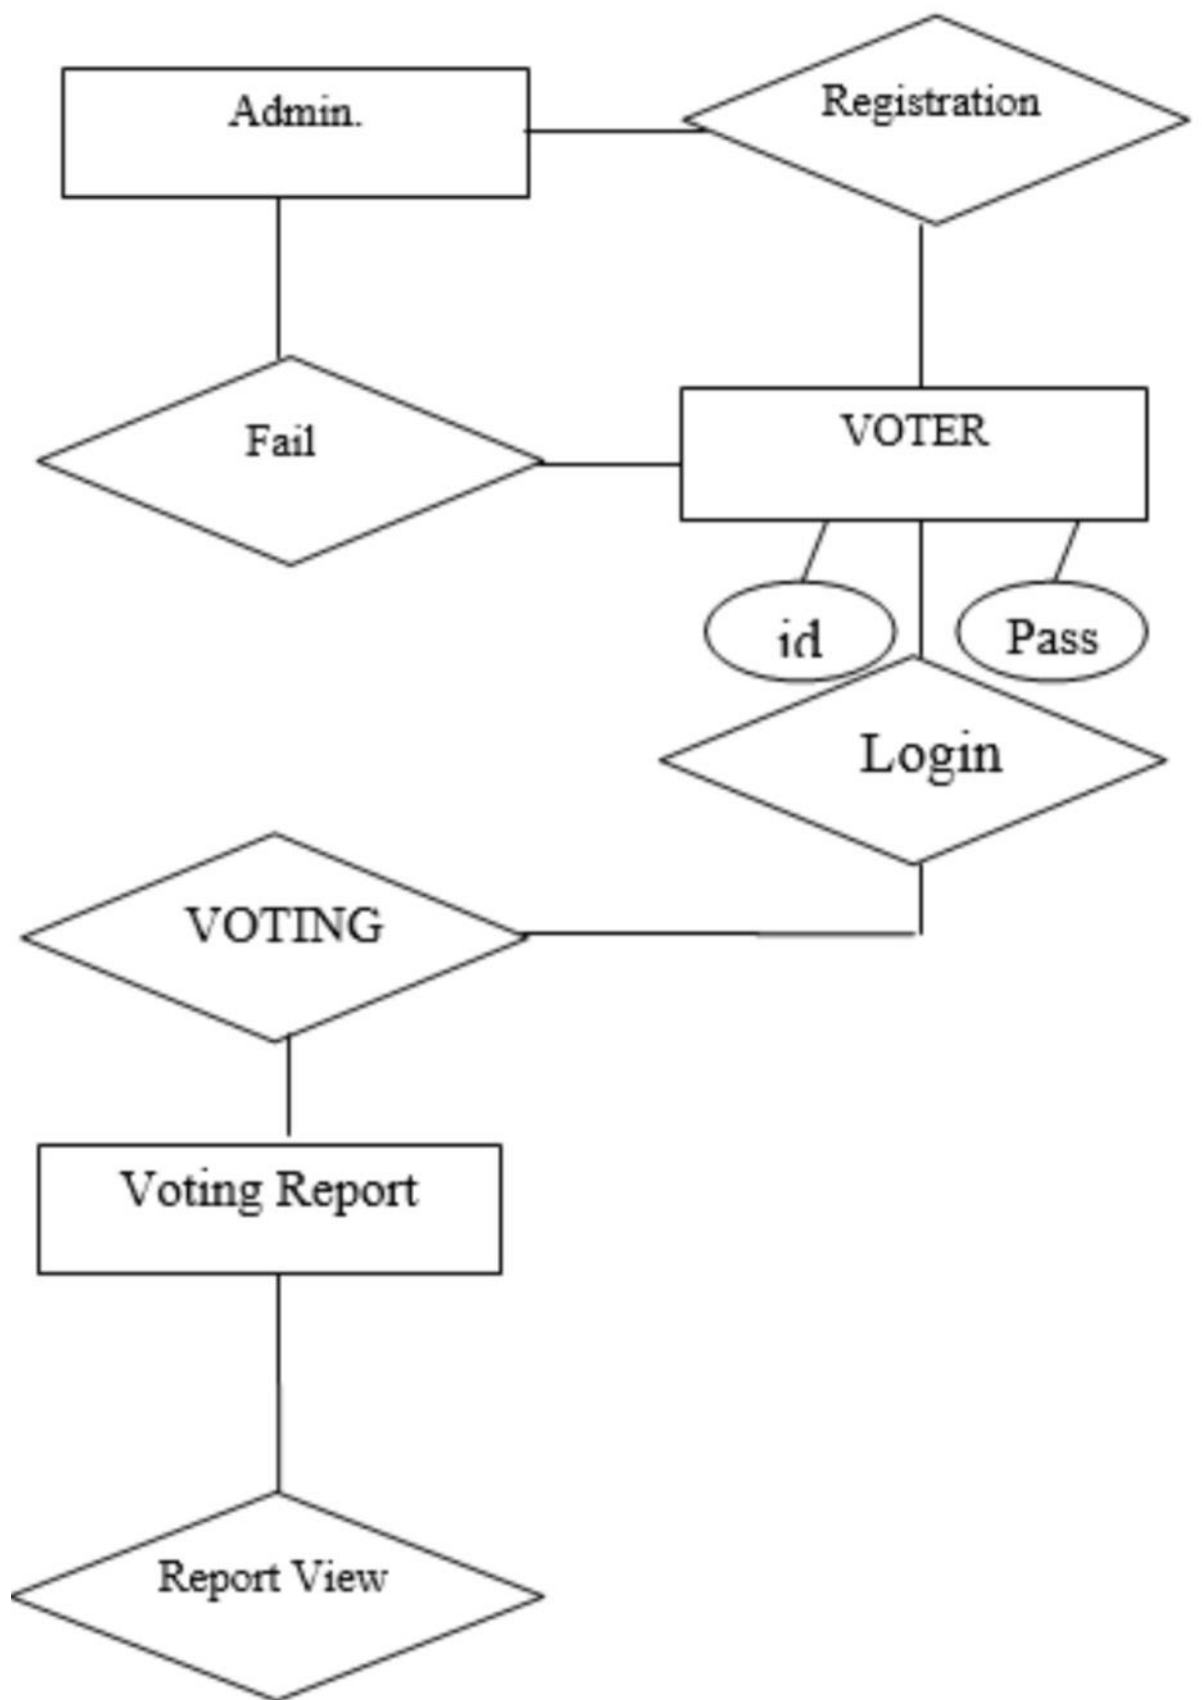 Admin.
Registration
Fail
VOTER
id
Pass
Login
VOTING
Voting Report
Report View